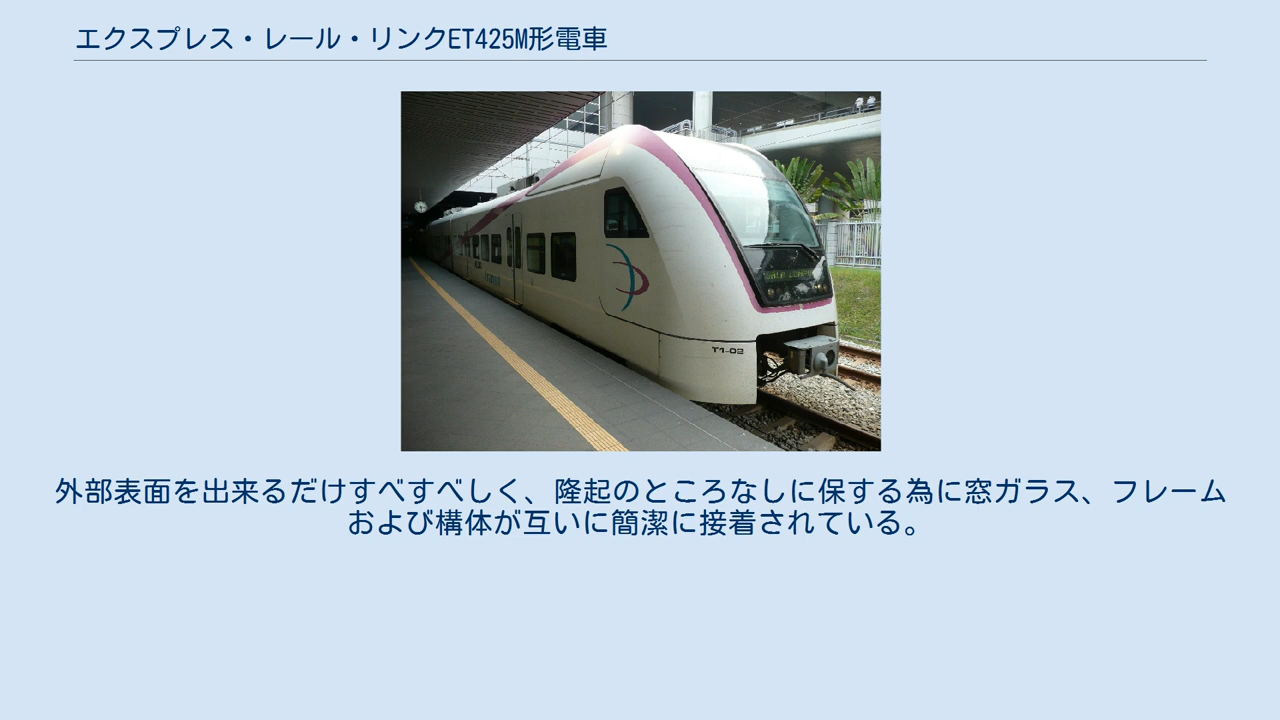 エクスプレス・レール・リンクET425M形電車
T1-02
外部表面を出来るだけすべすべしく、隆起のところなしに保する為に窓ガラス、フレーム
および構体が互いに簡潔に接着されている。